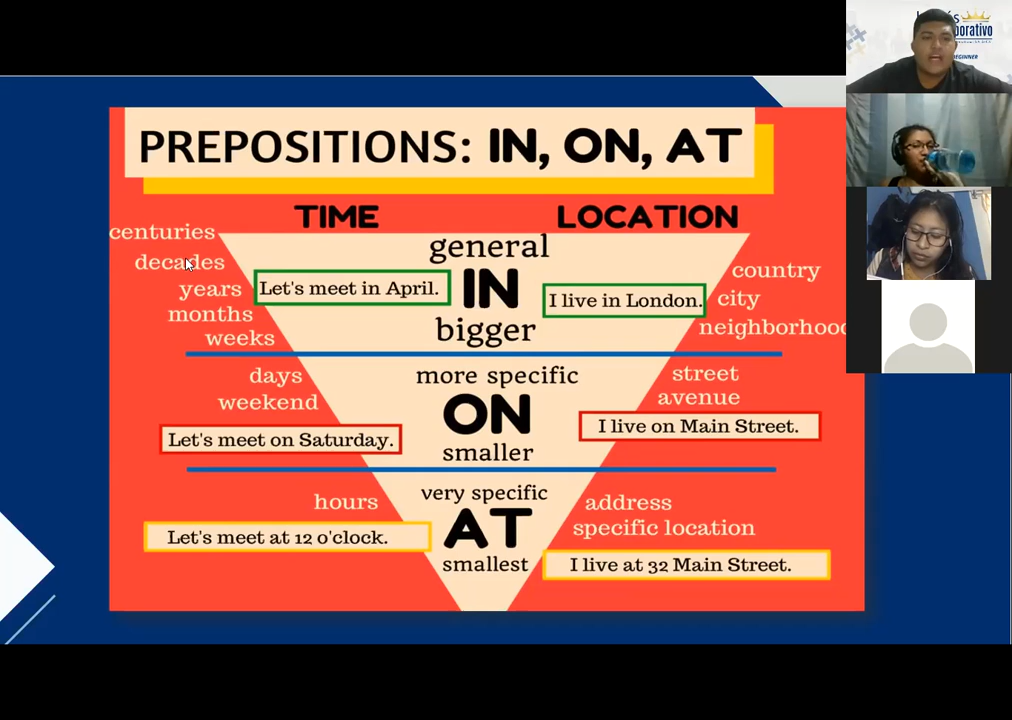 PREPOSITIONS: IN, ON, AT
TIME
LOCATION
centuries
decades
years
months
weeks
Let's meet in April.
general
IN
bigger
I live in London.
country
city
neighborhood
days
weekend
Let's meet on Saturday.
more specific
ON
smaller
street
avenue
I live on Main Street.
hours
Let's meet at 12 o'clock.
very specific
AT
smallest
address
specific location
I live at 32 Main Street.